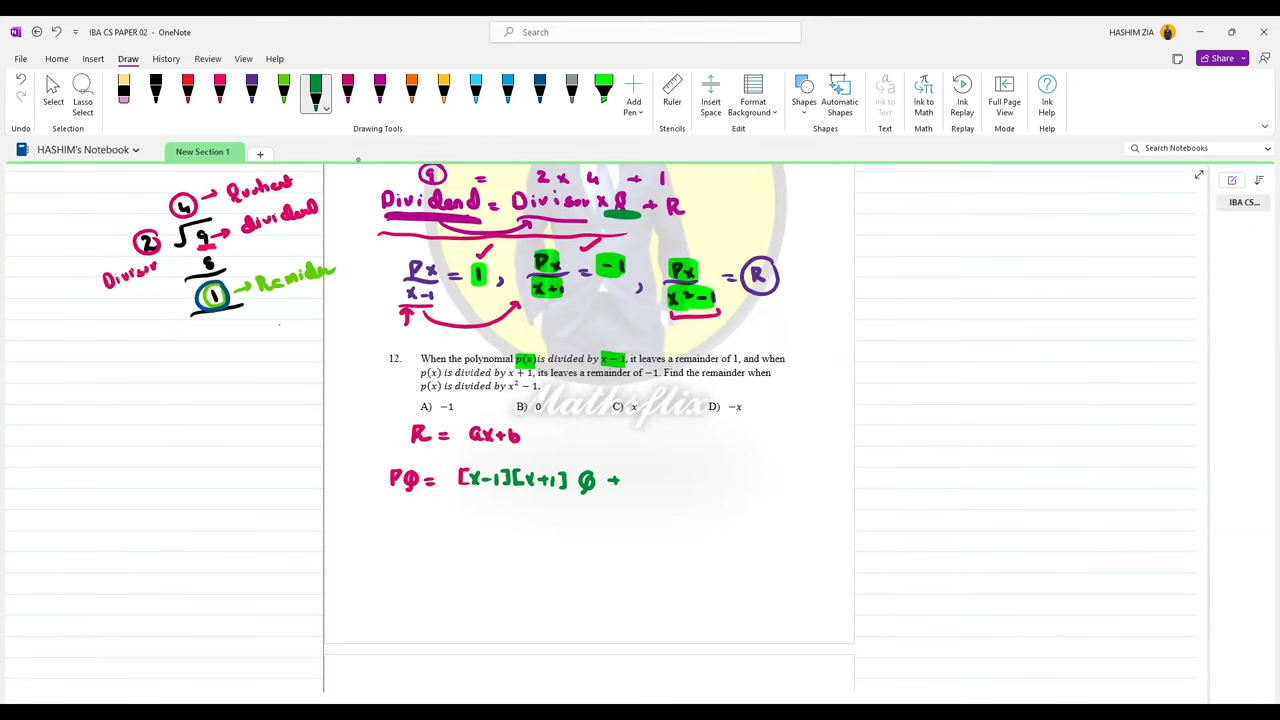 IBA CS PAPER 02 - OneNote
Search
HASHIM ZIA
File Home Insert Draw History Review View Help
Share
Undo
Select
Lasso Select
Selection
Add Pen
Drawing Tools
Ruler
Stencils
Insert Space
Format Background
Edit
Shapes
Automatic Shapes
Shapes
Ink to Text
Text
Ink to Math
Math
Ink Replay
Replay
Full Page View
Mode
Ink Help
Help
HASHIM's Notebook
New Section 1
+
Search Notebooks
IBA CS...
4 → Quotient
2 √9 → dividend
Divisor
8
1 → Remider
9 = 2 x 4 + 1
Dividend = Divisor x Q + R
Px/x-1 = 1 , Px/x+1 = -1 , Px/x²-1 = R
12. When the polynomial p(x)is divided by x − 1, it leaves a remainder of 1, and when
p(x) is divided by x + 1, its leaves a remainder of −1. Find the remainder when
p(x) is divided by x² − 1.
A) −1 B) 0 C) x D) −x
Mathsflix
R = ax+b
Pφ = [x-1][x+1] φ +